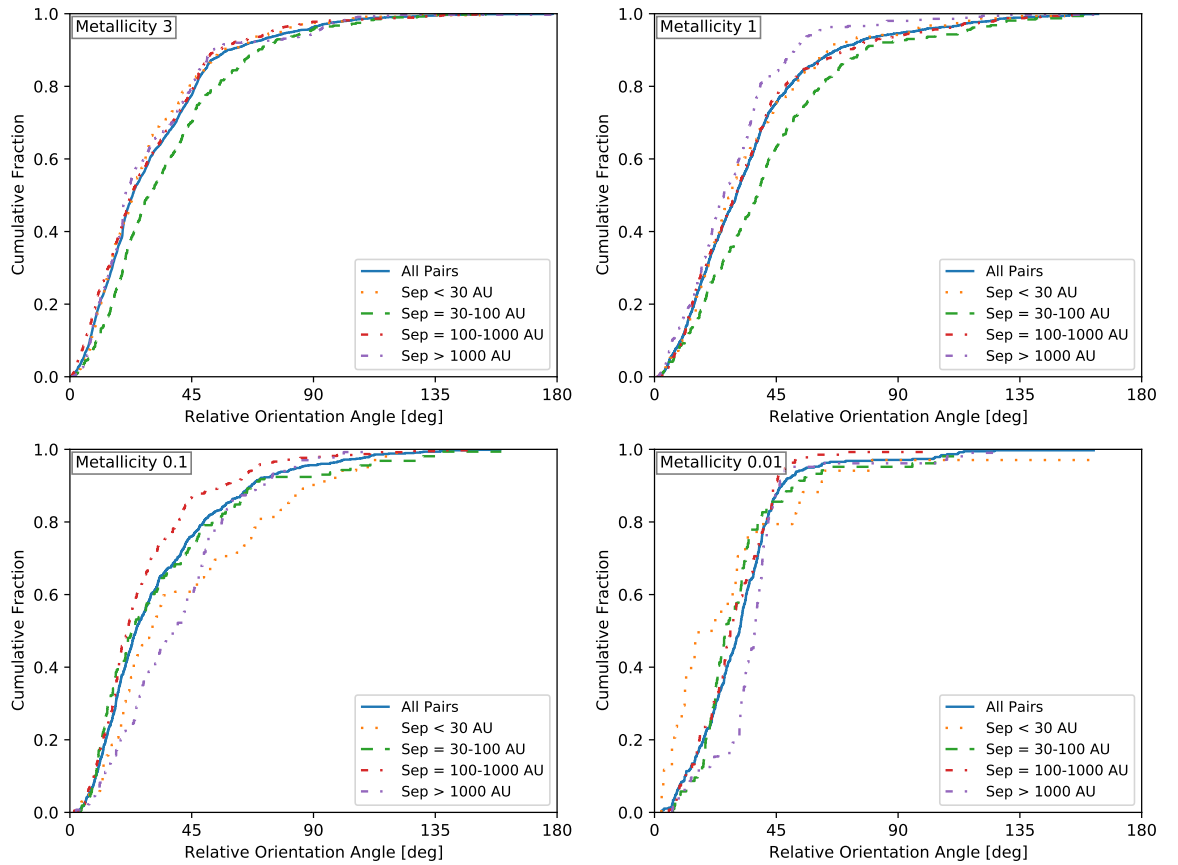 Metallicity 3
1.0
0.8
0.6
0.4
0.2
0.0
Cumulative Fraction
All Pairs
Sep < 30 AU
Sep = 30-100 AU
Sep = 100-1000 AU
Sep > 1000 AU
0 45 90 135 180
Relative Orientation Angle [deg]
Metallicity 1
1.0
0.8
0.6
0.4
0.2
0.0
Cumulative Fraction
All Pairs
Sep < 30 AU
Sep = 30-100 AU
Sep = 100-1000 AU
Sep > 1000 AU
0 45 90 135 180
Relative Orientation Angle [deg]
Metallicity 0.1
1.0
0.8
0.6
0.4
0.2
0.0
Cumulative Fraction
All Pairs
Sep < 30 AU
Sep = 30-100 AU
Sep = 100-1000 AU
Sep > 1000 AU
0 45 90 135 180
Relative Orientation Angle [deg]
Metallicity 0.01
1.0
0.8
0.6
0.4
0.2
0.0
Cumulative Fraction
All Pairs
Sep < 30 AU
Sep = 30-100 AU
Sep = 100-1000 AU
Sep > 1000 AU
0 45 90 135 180
Relative Orientation Angle [deg]